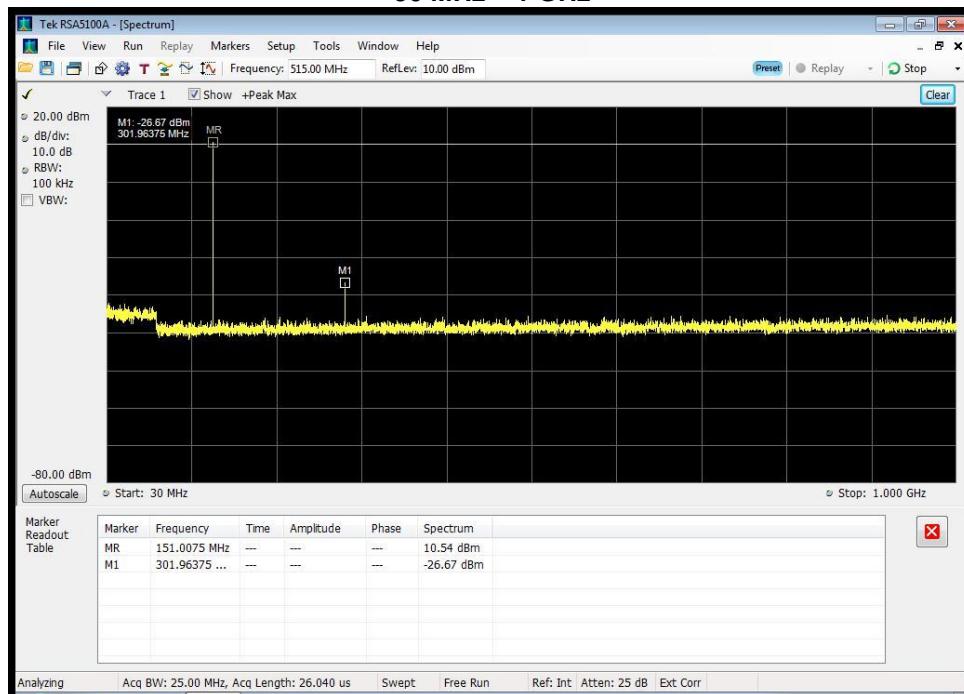 Tek RSA5100A - [Spectrum]
File View Run Replay Markers Setup Tools Window Help
Frequency: 515.00 MHz RefLev: 10.00 dBm Preset Replay Stop
Trace 1 Show +Peak Max Clear
20.00 dBm
dB/div:
10.0 dB
RBW:
100 kHz
VBW:
M1: -26.67 dBm
301.96375 MHz
MR
M1
-80.00 dBm
Autoscale Start: 30 MHz Stop: 1.000 GHz
Marker
Readout
Table
Marker Frequency Time Amplitude Phase Spectrum
MR 151.0075 MHz --- --- --- 10.54 dBm
M1 301.96375 ... --- --- --- -26.67 dBm
Analyzing Acq BW: 25.00 MHz, Acq Length: 26.040 us Swept Free Run Ref: Int Atten: 25 dB Ext Corr